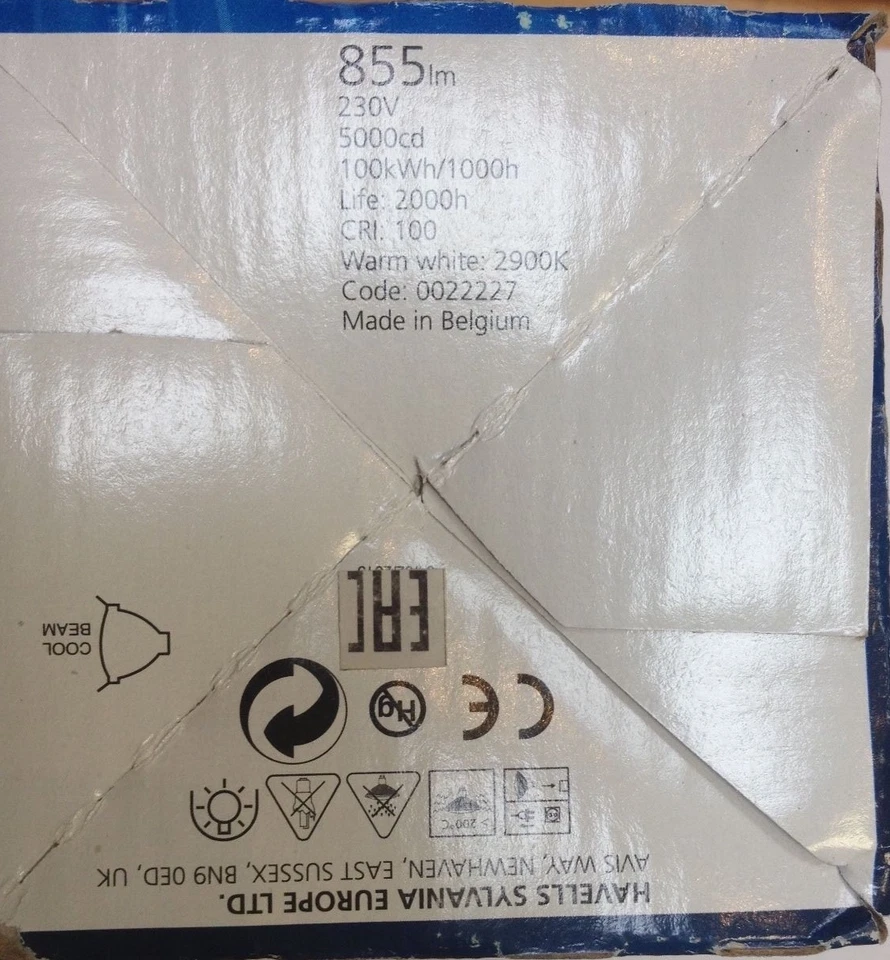 855lm
230V
5000cd
100kWh/1000h
Life: 2000h
CRI: 100
Warm white: 2900K
Code: 0022227
Made in Belgium
HAVELLS SYLVANIA EUROPE LTD.
AVIS WAY, NEWHAVEN, EAST SUSSEX, BN9 0ED, UK
> 200°C
CE
Hg
EAC
COOL
BEAM